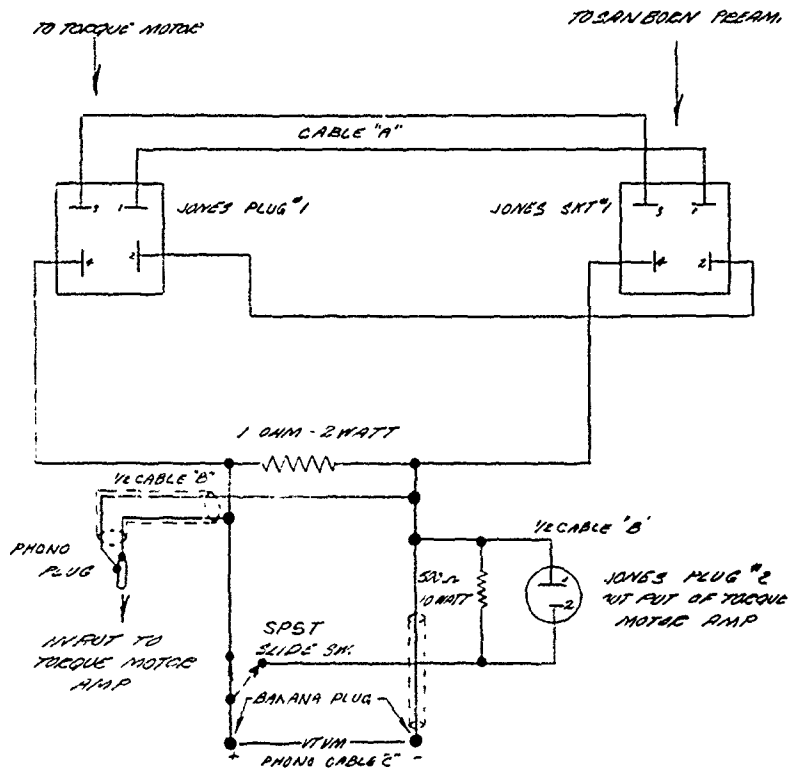 TO TORQUE MOTOR
TO SANBORN PREAM.
CABLE "A"
3 1
JONES PLUG #1
4 2
JONES SKT #1
3 1
4 2
1 OHM - 2 WATT
1/2 CABLE "B"
PHONO
PLUG
INPUT TO
TORQUE MOTOR
AMP
1/2 CABLE "B"
500 Ω
10 WATT
1
2
JONES PLUG #2
UT PUT OF TORQUE
MOTOR AMP
SPST
SLIDE SW.
BANANA PLUG
VTVM
+ -
PHONO CABLE "C"